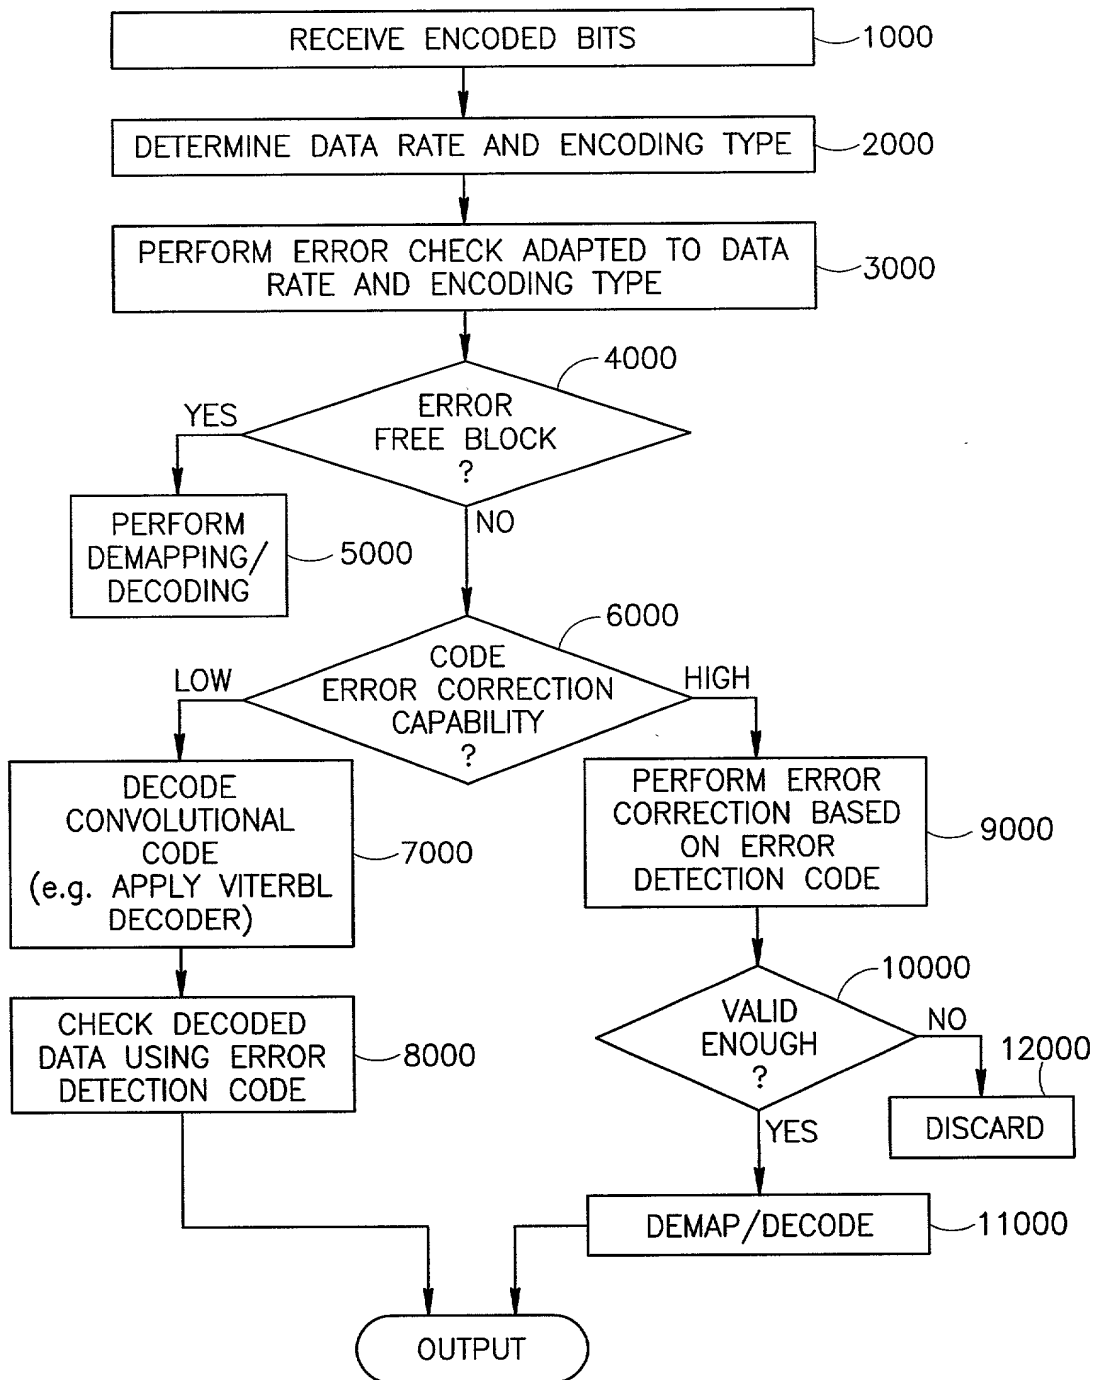 RECEIVE ENCODED BITS
1000
DETERMINE DATA RATE AND ENCODING TYPE
2000
PERFORM ERROR CHECK ADAPTED TO DATA
RATE AND ENCODING TYPE
3000
4000
ERROR
FREE BLOCK
?
YES
NO
PERFORM
DEMAPPING/
DECODING
5000
6000
CODE
ERROR CORRECTION
CAPABILITY
?
LOW
HIGH
DECODE
CONVOLUTIONAL
CODE
(e.g. APPLY VITERBL
DECODER)
7000
PERFORM ERROR
CORRECTION BASED
ON ERROR
DETECTION CODE
9000
CHECK DECODED
DATA USING ERROR
DETECTION CODE
8000
10000
VALID
ENOUGH
?
NO
12000
DISCARD
YES
DEMAP/DECODE
11000
OUTPUT